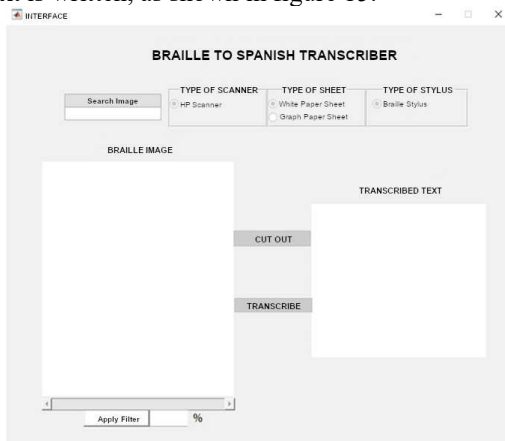 INTERFACE
BRAILLE TO SPANISH TRANSCRIBER
Search Image
TYPE OF SCANNER
HP Scanner
TYPE OF SHEET
White Paper Sheet
Graph Paper Sheet
TYPE OF STYLUS
Braille Stylus
BRAILLE IMAGE
TRANSCRIBED TEXT
CUT OUT
TRANSCRIBE
Apply Filter %